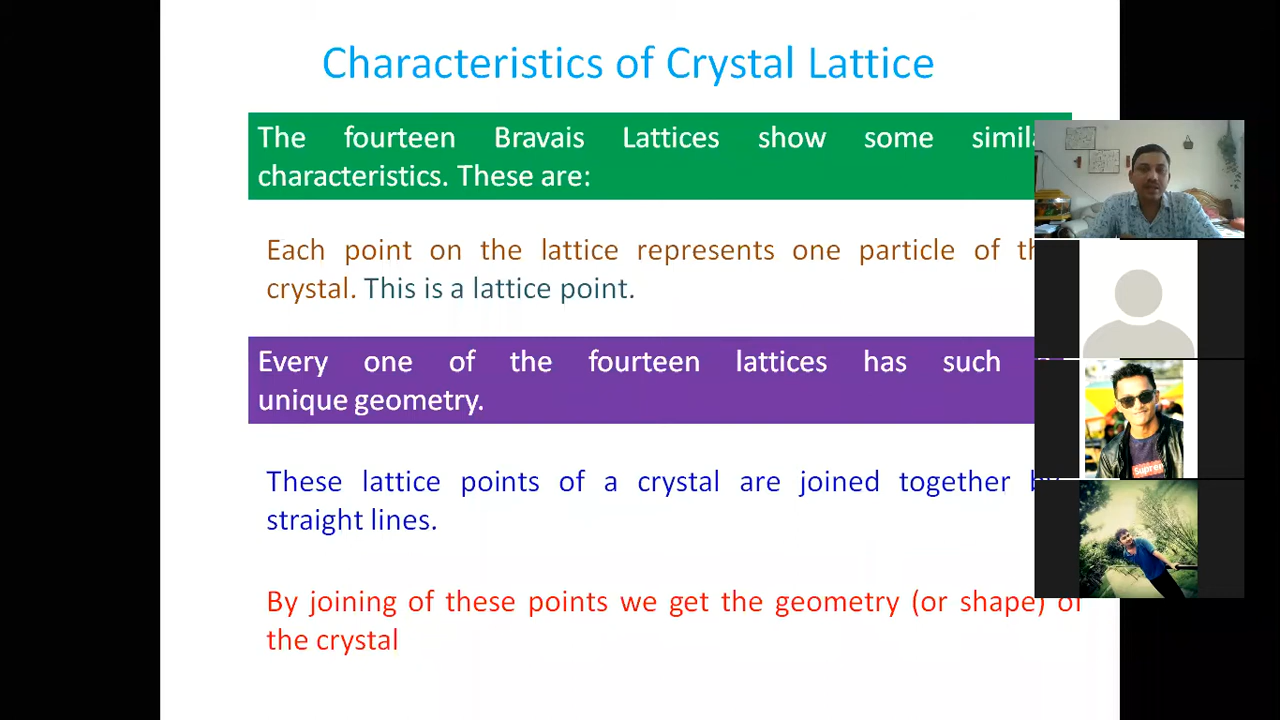 Characteristics of Crystal Lattice
The fourteen Bravais Lattices show some simila
characteristics. These are:
Each point on the lattice represents one particle of th
crystal. This is a lattice point.
Every one of the fourteen lattices has such
unique geometry.
These lattice points of a crystal are joined together by
straight lines.
By joining of these points we get the geometry (or shape) of
the crystal
Suprem